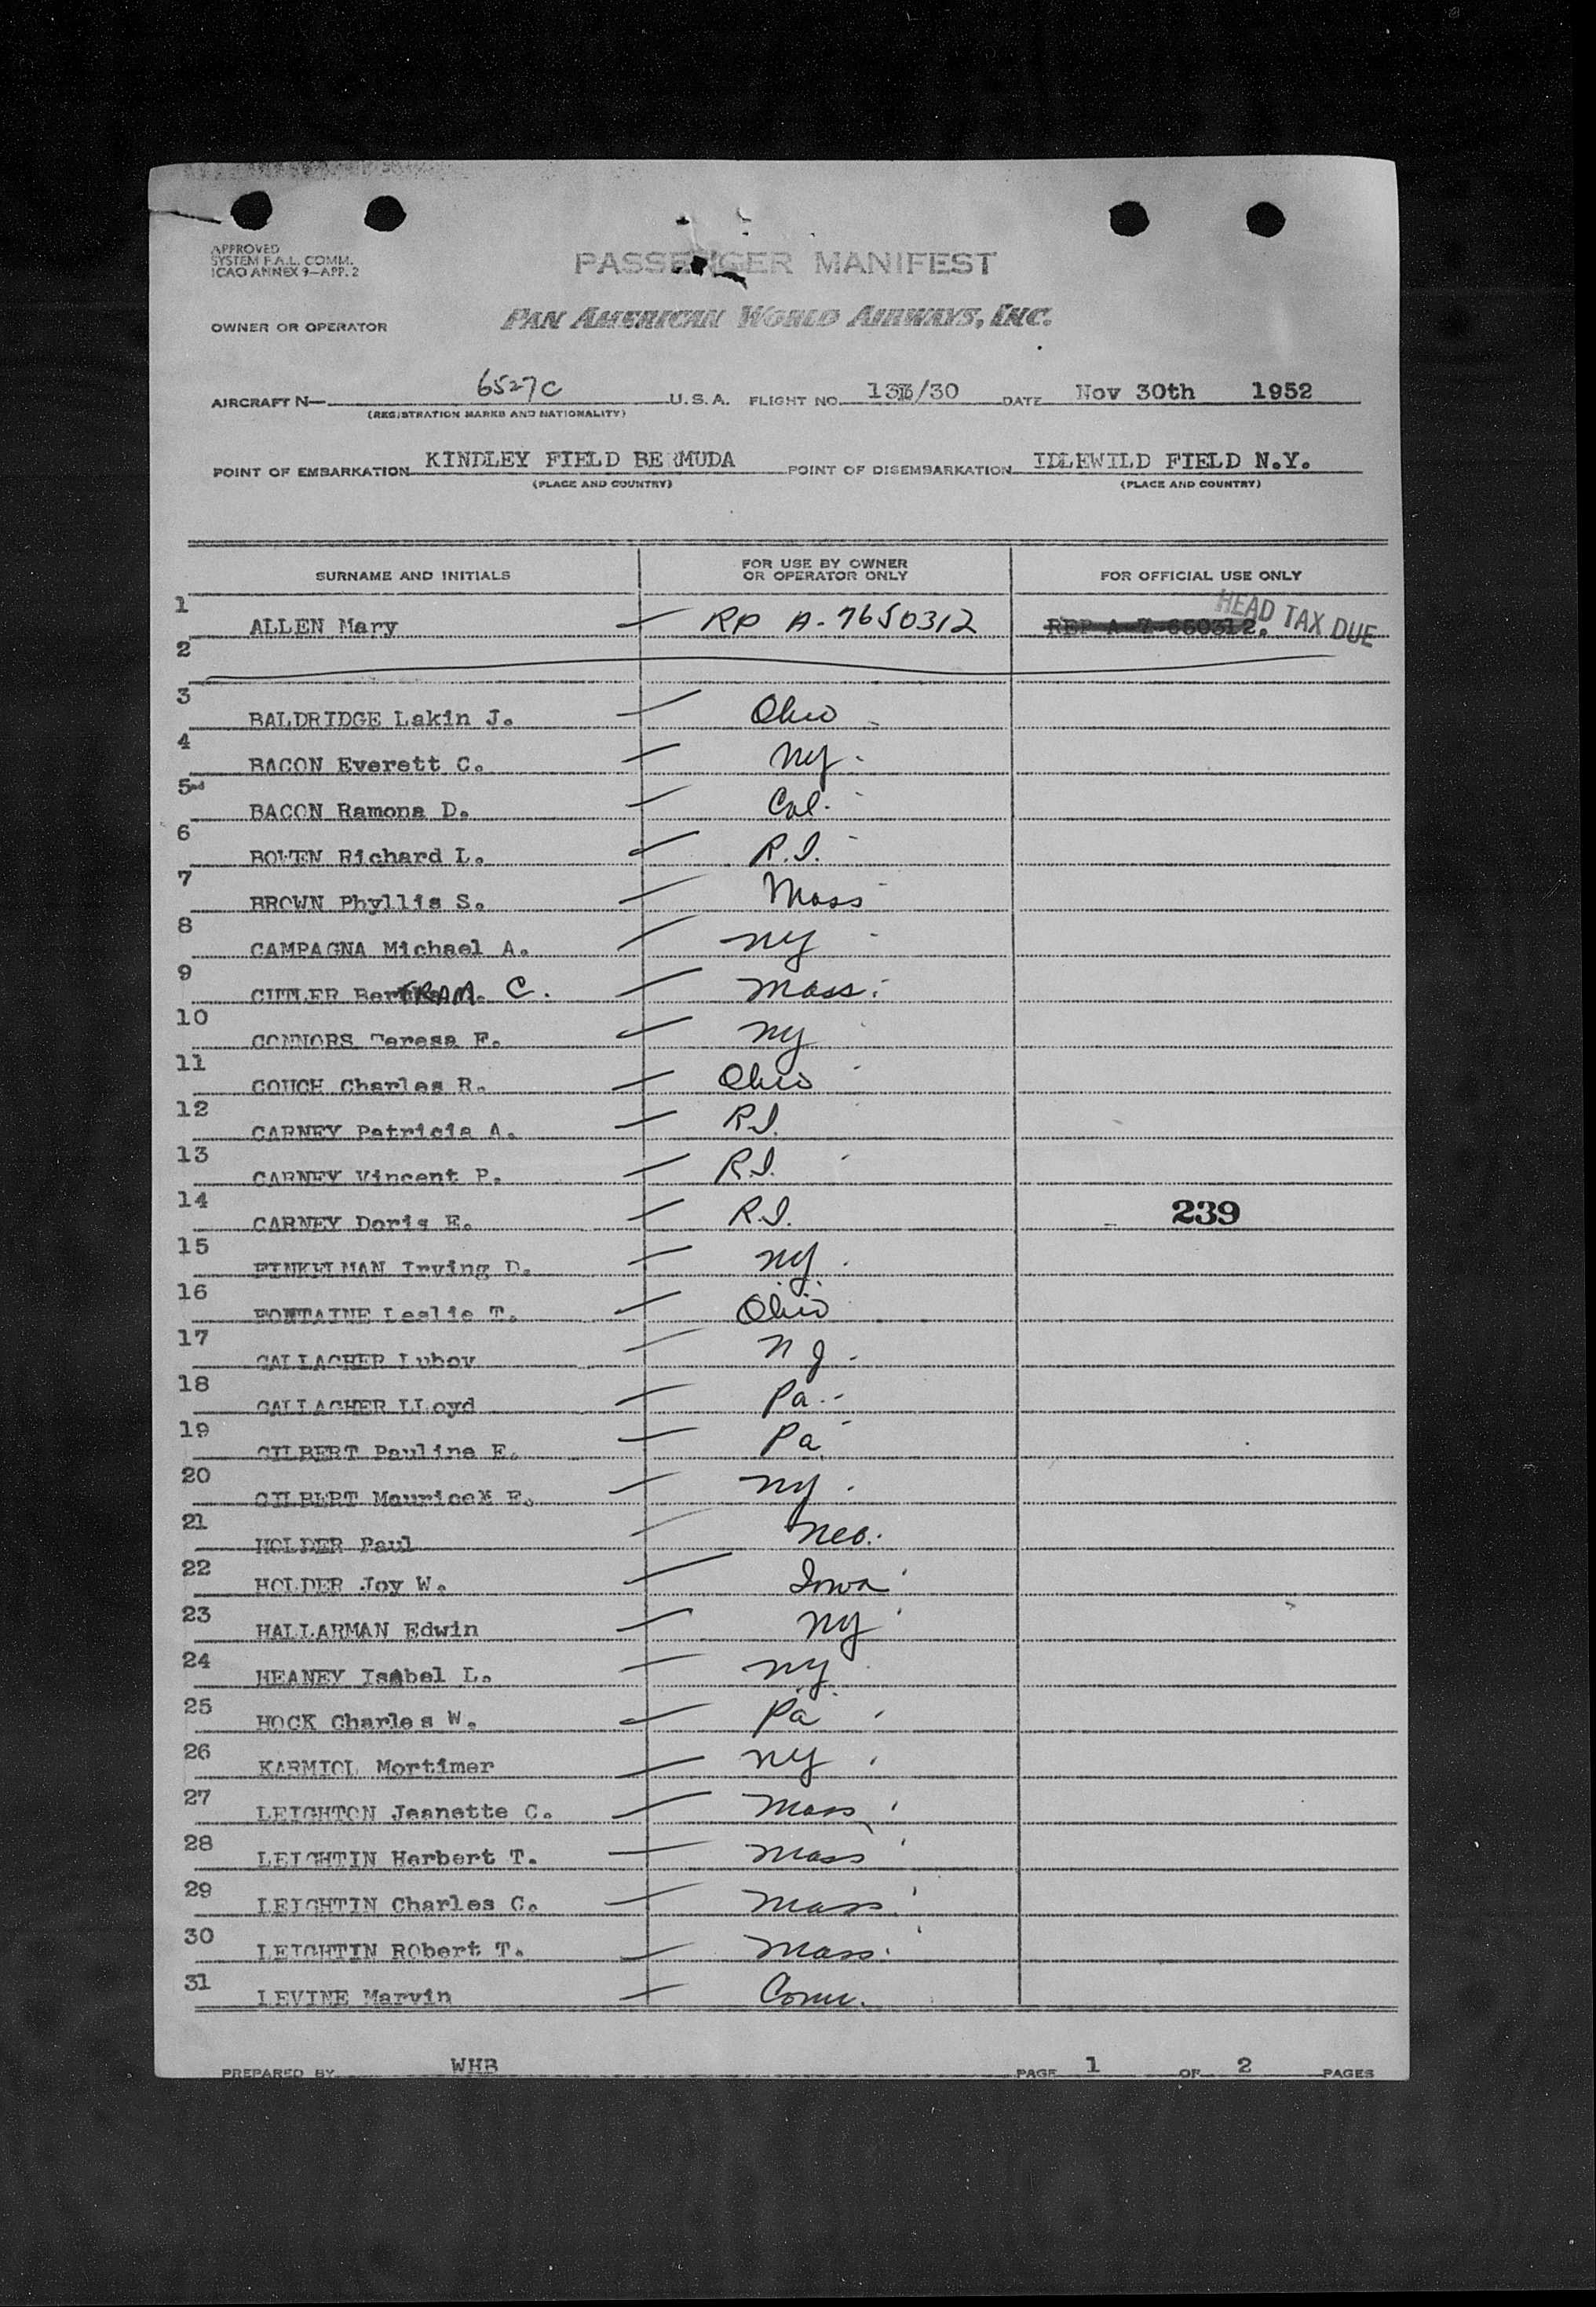 APPROVED
SYSTEM F.A.L. COMM.
ICAO ANNEX 9—APP. 2
PASSENGER MANIFEST
OWNER OR OPERATOR PAN AMERICAN WORLD AIRWAYS, INC.
AIRCRAFT N— 6527C U.S.A. FLIGHT NO. /30 DATE Nov 30th 1952
(REGISTRATION MARKS AND NATIONALITY)
POINT OF EMBARKATION KINDLEY FIELD BERMUDA POINT OF DISEMBARKATION IDLEWILD FIELD N.Y.
(PLACE AND COUNTRY) (PLACE AND COUNTRY)
SURNAME AND INITIALS FOR USE BY OWNER OR OPERATOR ONLY FOR OFFICIAL USE ONLY
1 ALLEN Mary — RP A-7650312 REP A-7-650312. HEAD TAX DUE
2
3 BALDRIDGE Lakin J. — Ohio
4 BACON Everett C. — NY.
5 BACON Ramona D. — Cal.
6 BOWEN Richard L. — R.I.
7 BROWN Phyllis S. — Mass
8 CAMPAGNA Michael A. — NY
9 CUTLER BerTRAM C. — Mass.
10 CONNORS Teresa F. — NY
11 COUCH Charles R. — Ohio
12 CARNEY Patricia A. — R.I.
13 CARNEY Vincent P. — R.I.
14 CARNEY Doris E. — R.I. 239
15 FINKELMAN Irving D. — NY.
16 FONTAINE Leslie T. — Ohio
17 GALLAGHER Lubov — NJ.
18 GALLAGHER LLoyd — Pa.
19 GILBERT Pauline E. — Pa
20 GILBERT Maurice E. — NY.
21 HOLDER Paul — Neb.
22 HOLDER Joy W. — Iowa
23 HALLARMAN Edwin — NY
24 HEANEY IsAbel L. — NY
25 HOCK Charles W. — Pa
26 KARMIOL Mortimer — NY
27 LEIGHTON Jeanette C. — Mass
28 LEIGHTIN Herbert T. — Mass
29 LEIGHTIN Charles C. — Mass.
30 LEIGHTIN RObert T. — Mass.
31 LEVINE Marvin — Conn.
PREPARED BY WHB PAGE 1 OF 2 PAGES